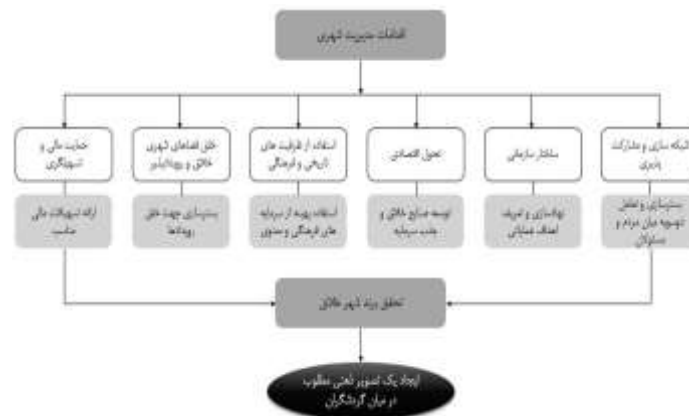 اقدامات مدیریت شهری
شبکه سازی و مشارکت
پذیری
ساختار سازمانی
تحول اقتصادی
استفاده از ظرفیت های
تاریخی و فرهنگی
خلق فضاهای شهری
خلاق و رویدادپذیر
حمایت مالی و
تسهیلگری
بسترسازی و تعامل
دوسویه میان مردم و
مسئولان
نهادسازی و تعریف
اهداف عملیاتی
توسعه صنایع خلاق و
جذب سرمایه
استفاده بهینه از سرمایه
های فرهنگی و معنوی
بسترسازی جهت خلق
رویدادها
ارائه تسهیلات مالی
مناسب
تحقق برند شهر خلاق
ایجاد یک تصویر ذهنی مطلوب
در میان گردشگران